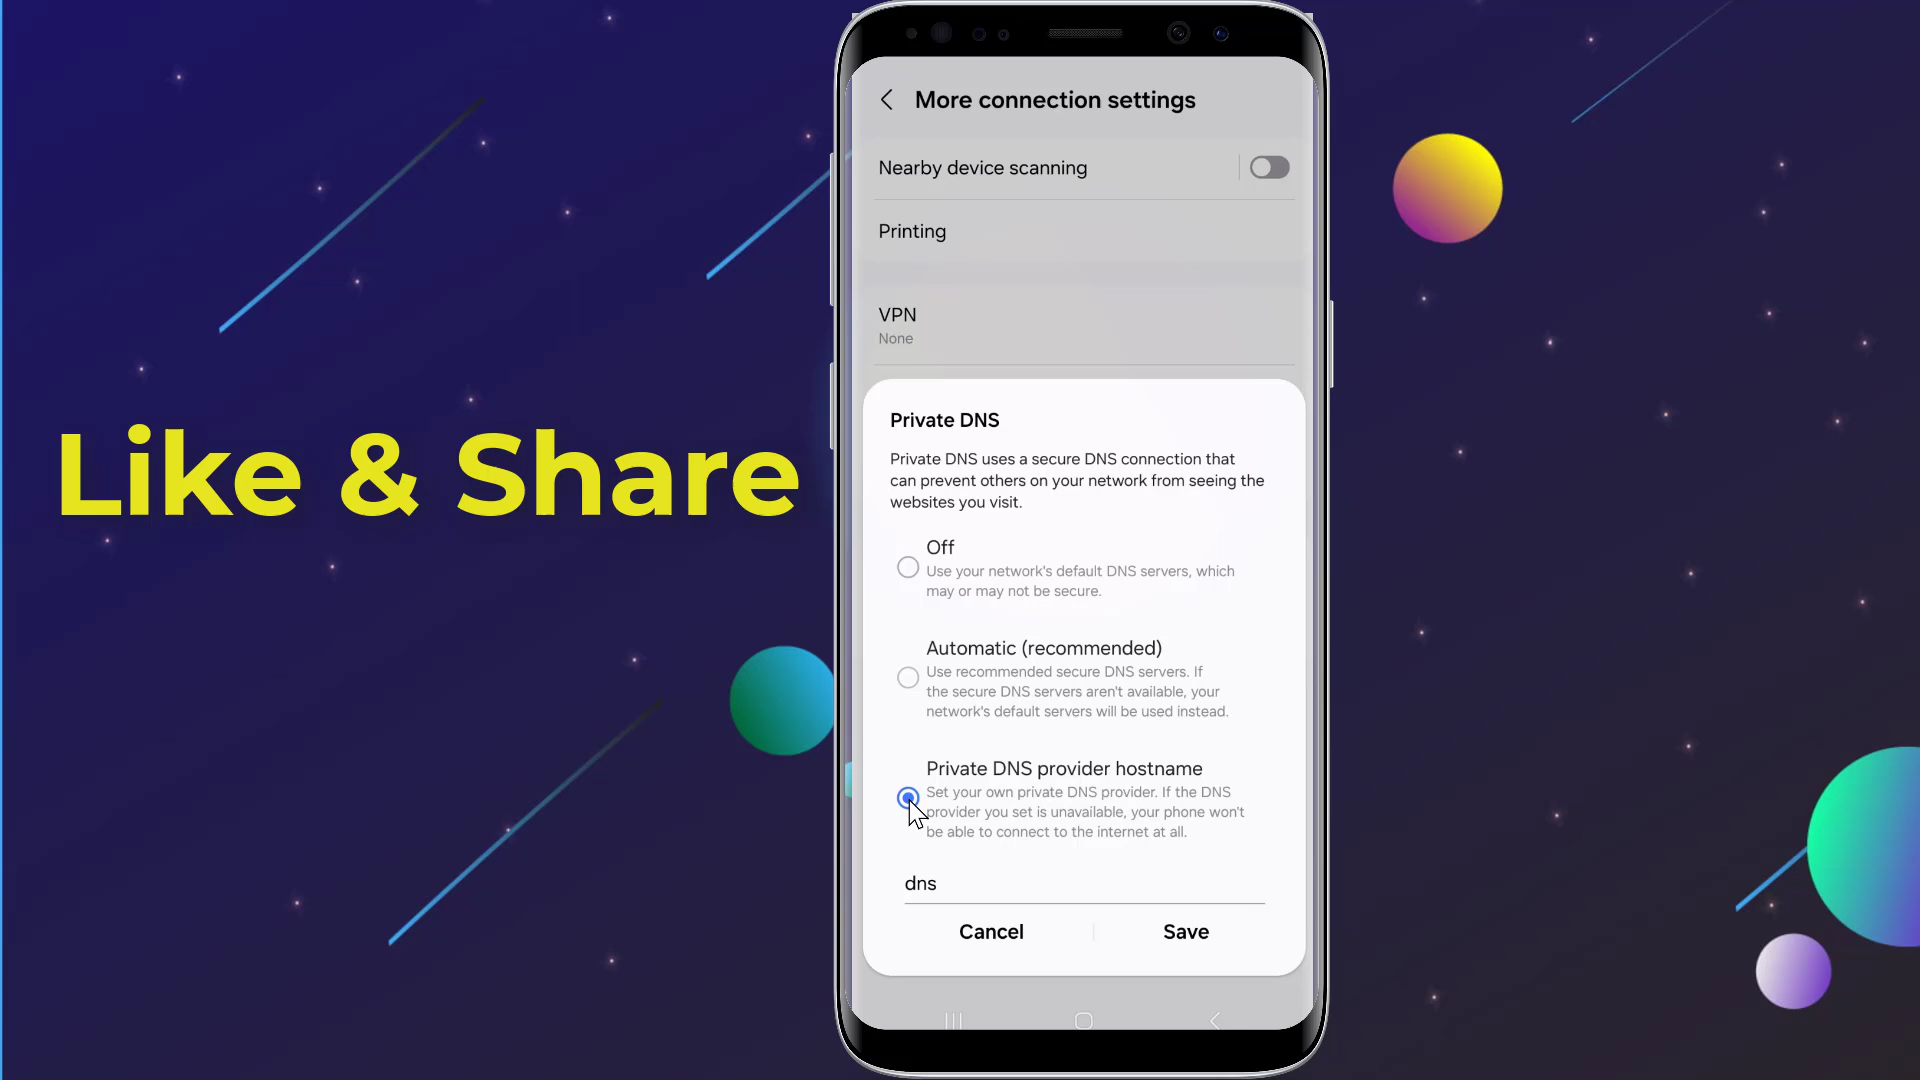 Like & Share
More connection settings
Nearby device scanning
Printing
VPN
None
Private DNS
Private DNS uses a secure DNS connection that
can prevent others on your network from seeing the
websites you visit.
Off
Use your network's default DNS servers, which
may or may not be secure.
Automatic (recommended)
Use recommended secure DNS servers. If
the secure DNS servers aren't available, your
network's default servers will be used instead.
Private DNS provider hostname
Set your own private DNS provider. If the DNS
provider you set is unavailable, your phone won't
be able to connect to the internet at all.
dns
Cancel
Save